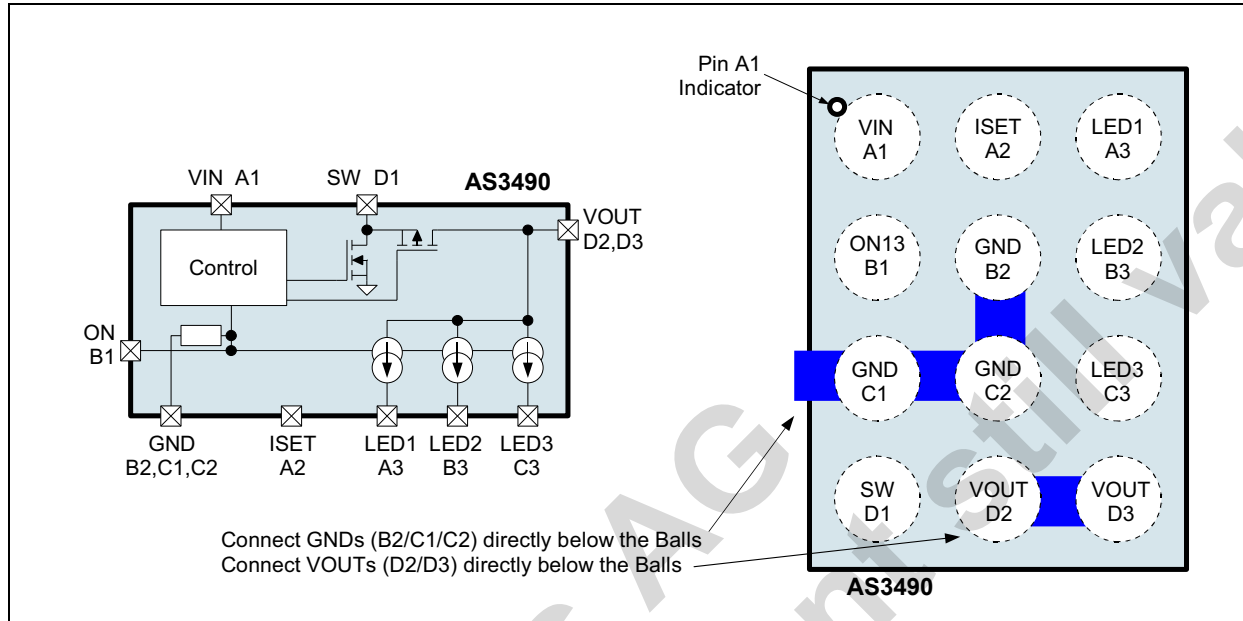 VIN A1
SW D1
AS3490
VOUT
D2,D3
Control
ON
B1
GND
B2,C1,C2
ISET
A2
LED1
A3
LED2
B3
LED3
C3
Pin A1
Indicator
VIN
A1
ISET
A2
LED1
A3
ON13
B1
GND
B2
LED2
B3
GND
C1
GND
C2
LED3
C3
SW
D1
VOUT
D2
VOUT
D3
Connect GNDs (B2/C1/C2) directly below the Balls
Connect VOUTs (D2/D3) directly below the Balls
AS3490
AG
still va